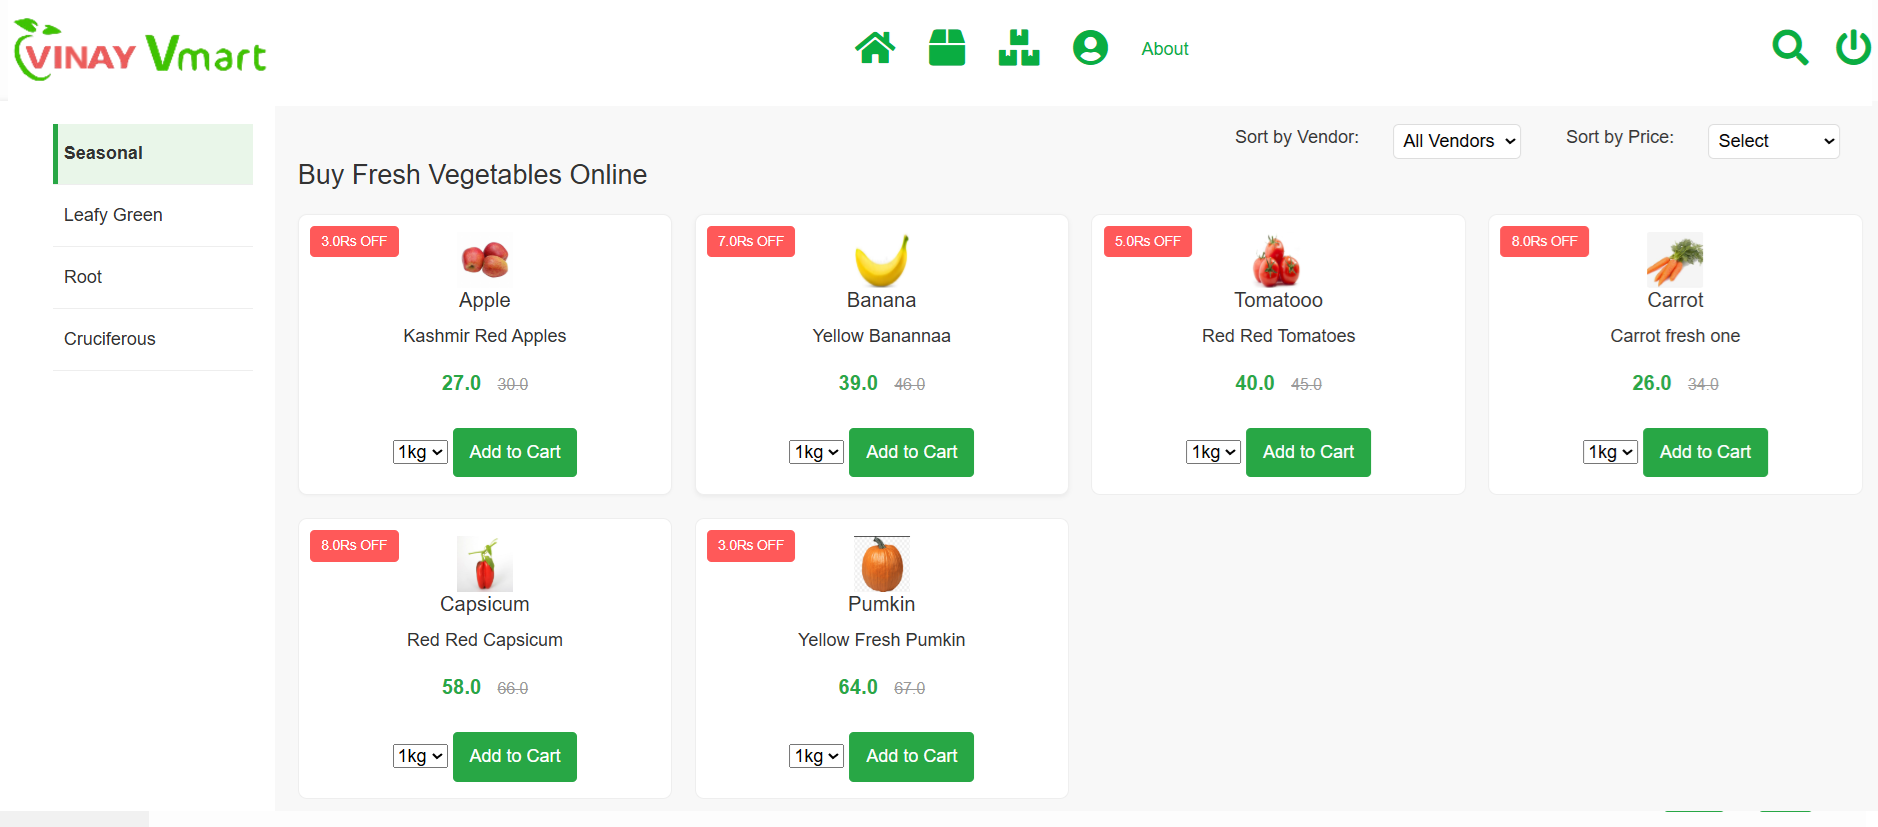 VINAY Vmart
About
Seasonal
Leafy Green
Root
Cruciferous
Sort by Vendor: All Vendors Sort by Price: Select
Buy Fresh Vegetables Online
3.0Rs OFF
Apple
Kashmir Red Apples
27.0 30.0
1kg Add to Cart
7.0Rs OFF
Banana
Yellow Banannaa
39.0 46.0
1kg Add to Cart
5.0Rs OFF
Tomatooo
Red Red Tomatoes
40.0 45.0
1kg Add to Cart
8.0Rs OFF
Carrot
Carrot fresh one
26.0 34.0
1kg Add to Cart
8.0Rs OFF
Capsicum
Red Red Capsicum
58.0 66.0
1kg Add to Cart
3.0Rs OFF
Pumkin
Yellow Fresh Pumkin
64.0 67.0
1kg Add to Cart